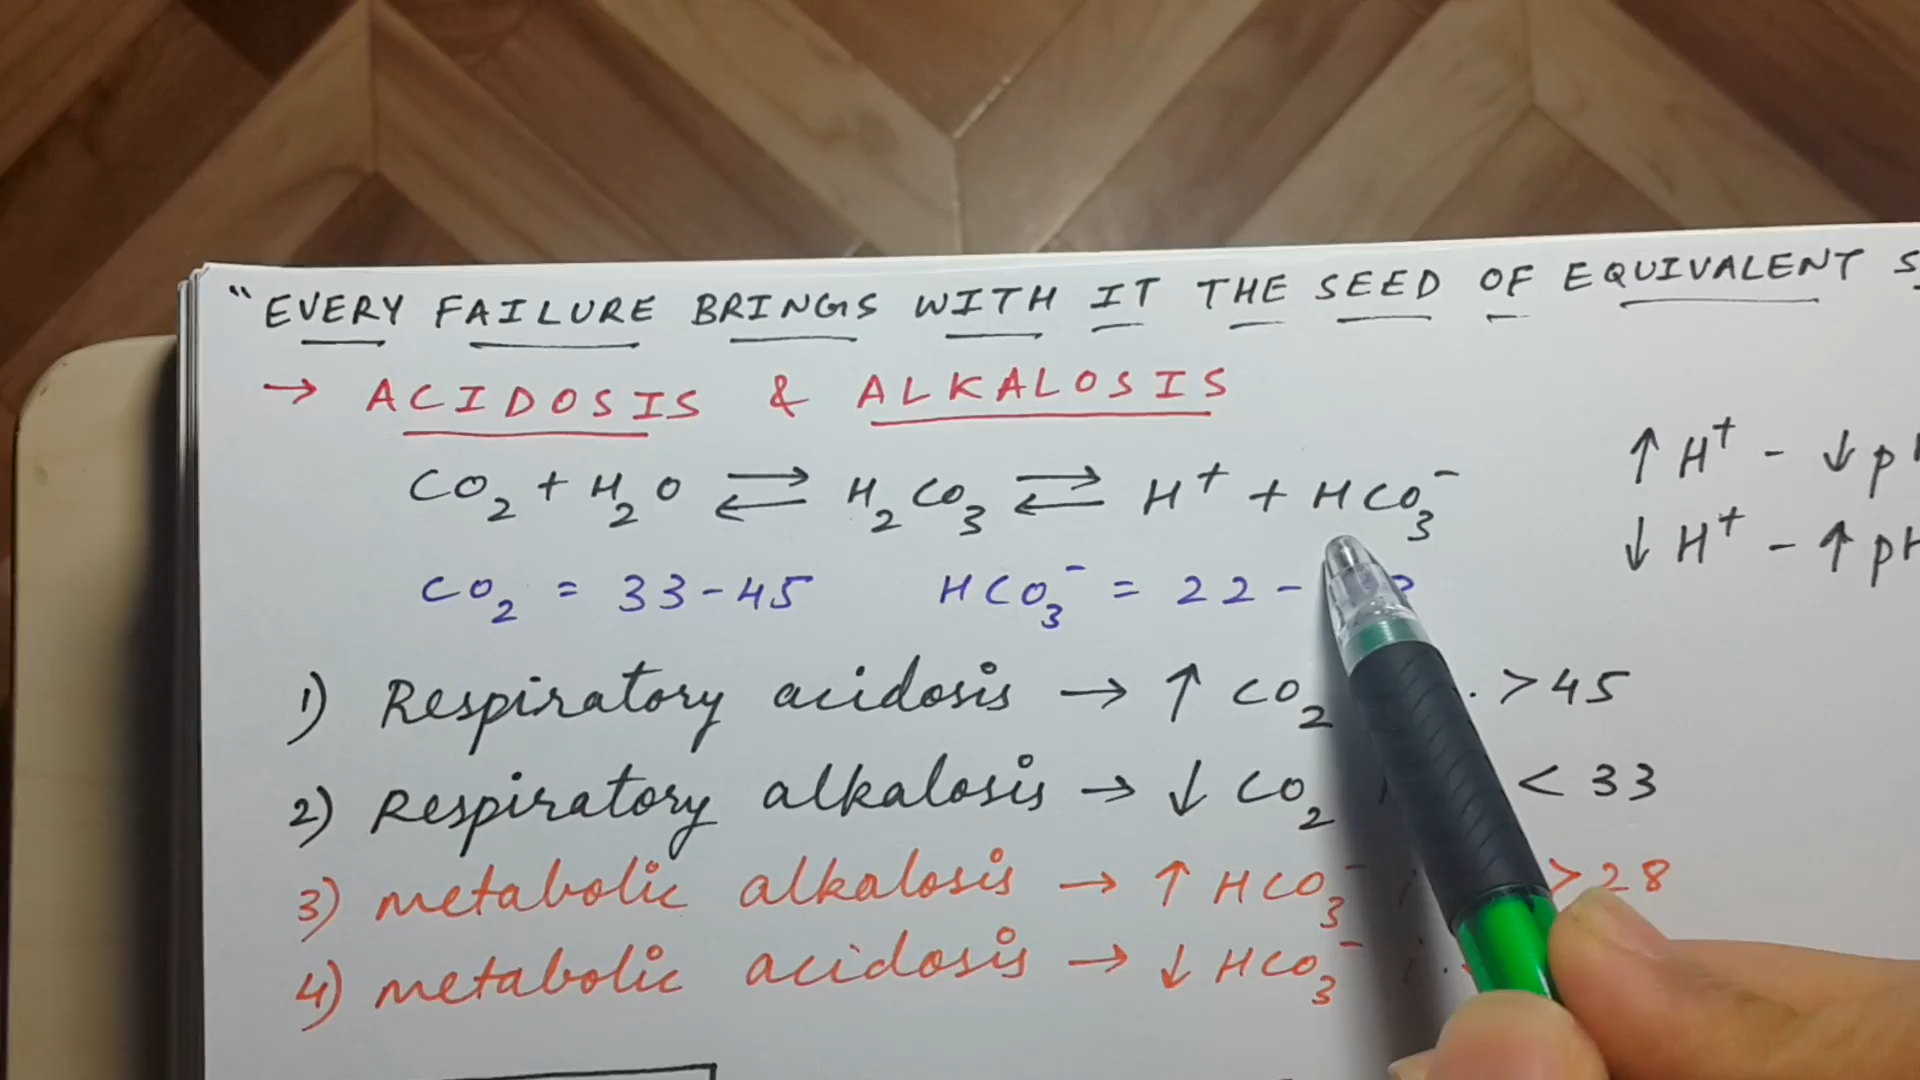 "EVERY FAILURE BRINGS WITH IT THE SEED OF EQUIVALENT
→ ACIDOSIS & ALKALOSIS
CO₂ + H₂O ⇌ H₂CO₃ ⇌ H⁺ + HCO₃⁻
↑ H⁺ - ↓ pH
↓ H⁺ - ↑ pH
CO₂ = 33-45 HCO₃⁻ = 22-
1) Respiratory acidosis → ↑ CO₂ >45
2) Respiratory alkalosis → ↓ CO₂ < 33
3) metabolic alkalosis → ↑ HCO₃⁻ >28
4) metabolic acidosis → ↓ HCO₃⁻